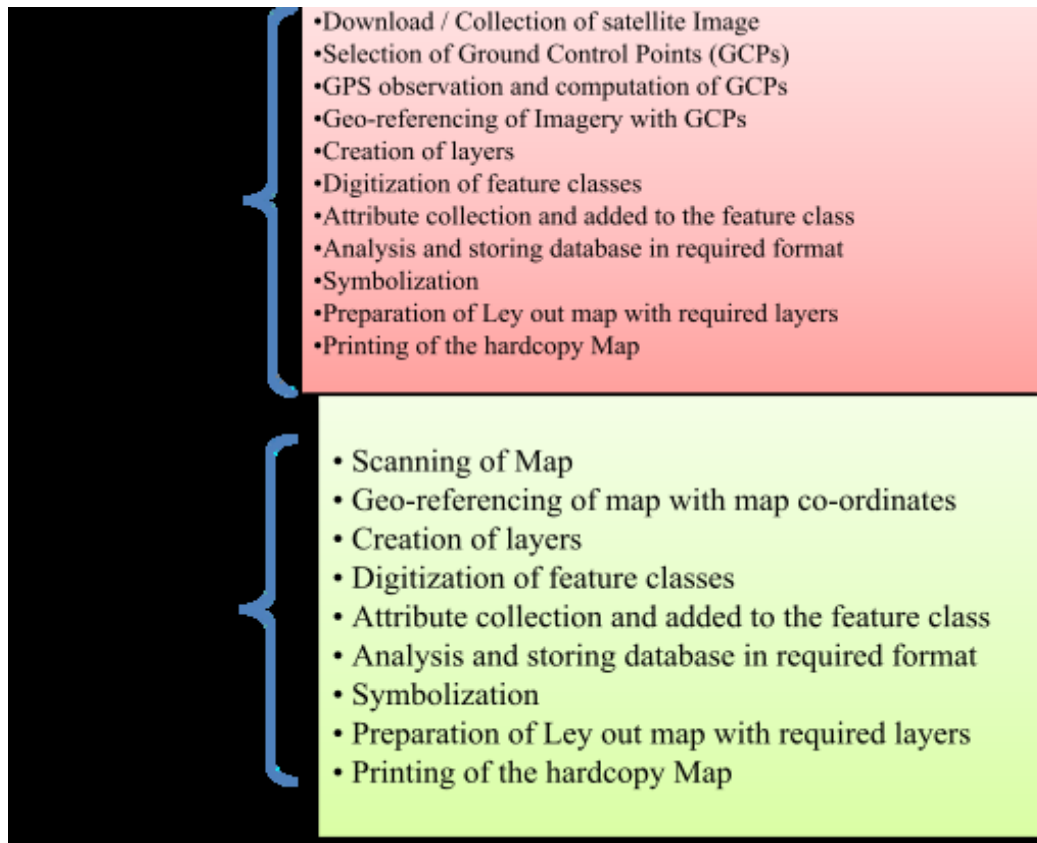 •Download / Collection of satellite Image
•Selection of Ground Control Points (GCPs)
•GPS observation and computation of GCPs
•Geo-referencing of Imagery with GCPs
•Creation of layers
•Digitization of feature classes
•Attribute collection and added to the feature class
•Analysis and storing database in required format
•Symbolization
•Preparation of Ley out map with required layers
•Printing of the hardcopy Map
• Scanning of Map
• Geo-referencing of map with map co-ordinates
• Creation of layers
• Digitization of feature classes
• Attribute collection and added to the feature class
• Analysis and storing database in required format
• Symbolization
• Preparation of Ley out map with required layers
• Printing of the hardcopy Map